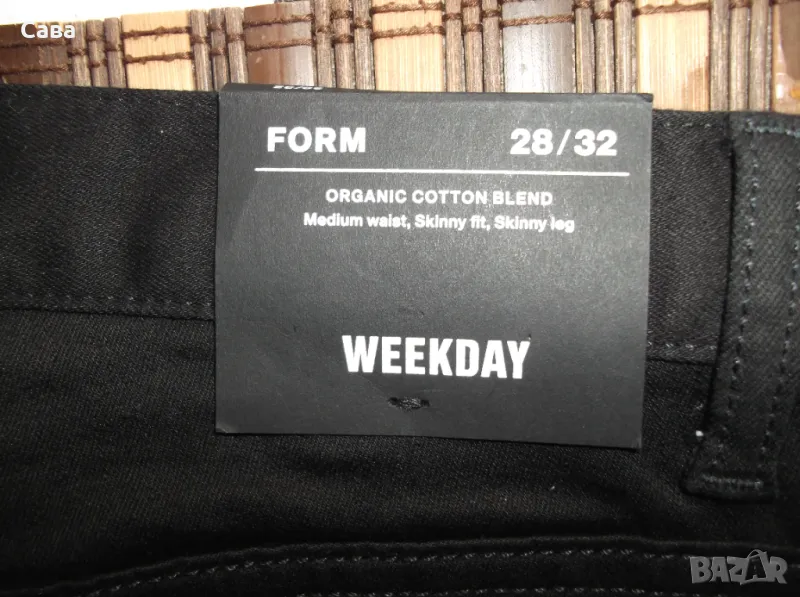 Сава
FORM 28/32
ORGANIC COTTON BLEND
Medium waist, Skinny fit, Skinny leg
WEEKDAY
BAZAR